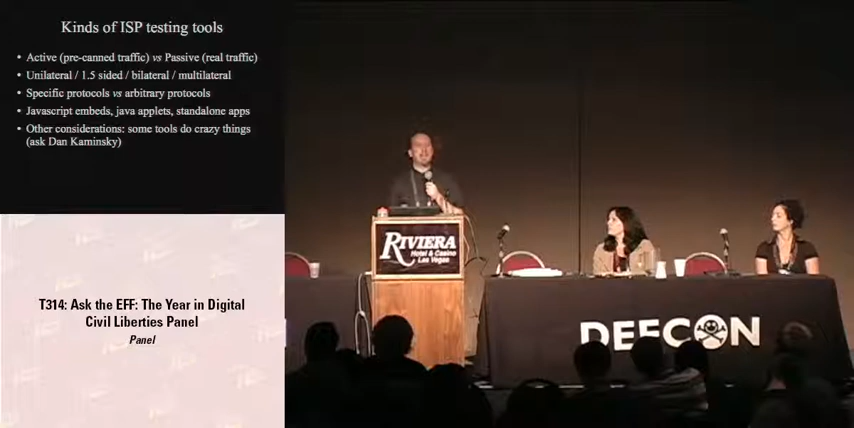 Kinds of ISP testing tools
• Active (pre-canned traffic) vs Passive (real traffic)
• Unilateral / 1.5 sided / bilateral / multilateral
• Specific protocols vs arbitrary protocols
• Javascript embeds, java applets, standalone apps
• Other considerations: some tools do crazy things
(ask Dan Kaminsky)
T314: Ask the EFF: The Year in Digital
Civil Liberties Panel
Panel
RIVIERA
Hotel & Casino
Las Vegas
DEFCON